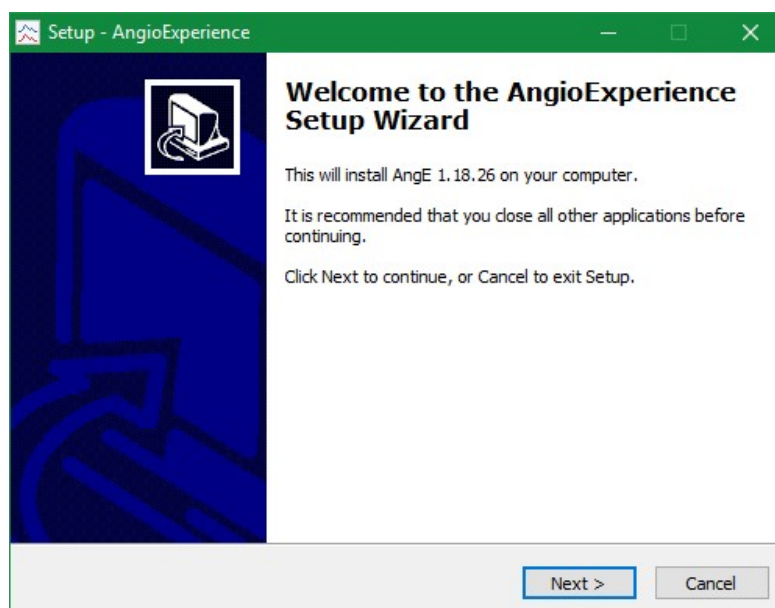 Setup - AngioExperience
Welcome to the AngioExperience
Setup Wizard
This will install AngE 1.18.26 on your computer.
It is recommended that you close all other applications before
continuing.
Click Next to continue, or Cancel to exit Setup.
Next >
Cancel